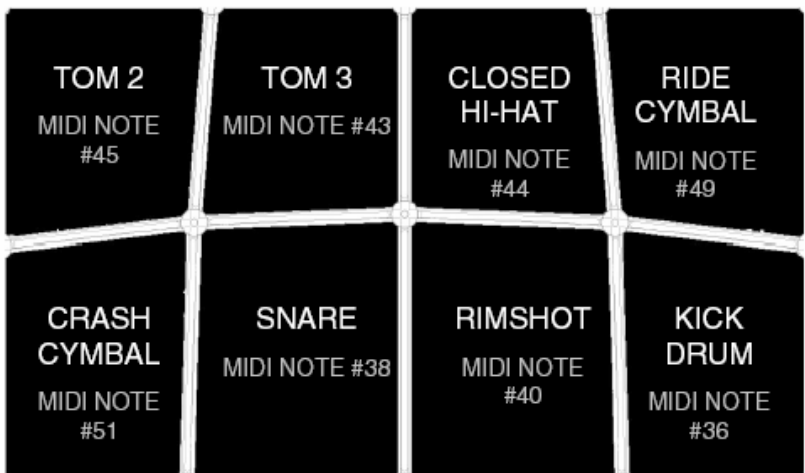 TOM 2
MIDI NOTE
#45
TOM 3
MIDI NOTE #43
CLOSED
HI-HAT
MIDI NOTE
#44
RIDE
CYMBAL
MIDI NOTE
#49
CRASH
CYMBAL
MIDI NOTE
#51
SNARE
MIDI NOTE #38
RIMSHOT
MIDI NOTE
#40
KICK
DRUM
MIDI NOTE
#36